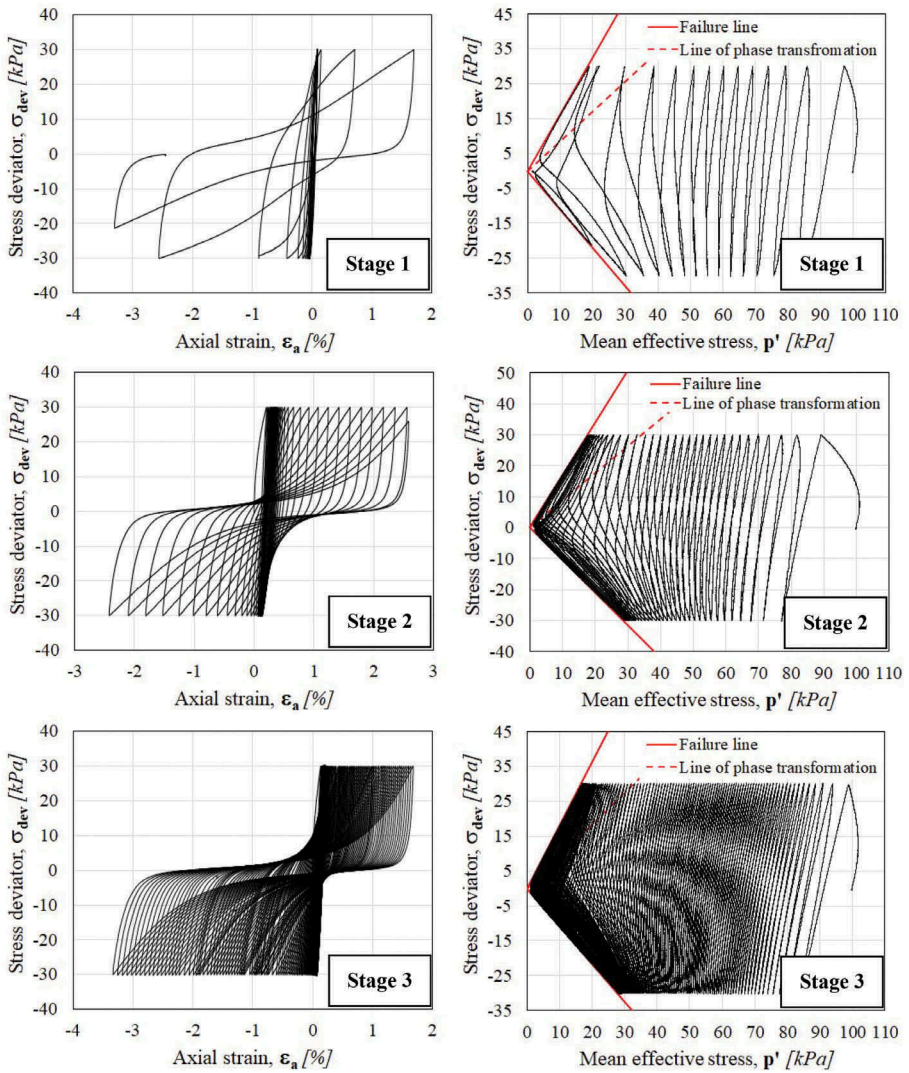 Stress deviator, σdev [kPa]
40
30
20
10
0
-10
-20
-30
-40
-4 -3 -2 -1 0 1 2
Axial strain, εa [%]
Stage 1
Stress deviator, σdev [kPa]
45
35
25
15
5
-5
-15
-25
-35
0 10 20 30 40 50 60 70 80 90 100 110
Mean effective stress, p' [kPa]
Failure line
Line of phase transfromation
Stage 1
Stress deviator, σdev [kPa]
40
30
20
10
0
-10
-20
-30
-40
-3 -2 -1 0 1 2 3
Axial strain, εa [%]
Stage 2
Stress deviator, σdev [kPa]
50
40
30
20
10
0
-10
-20
-30
-40
0 10 20 30 40 50 60 70 80 90 100 110
Mean effective stress, p' [kPa]
Failure line
Line of phase transformation
Stage 2
Stress deviator, σdev [kPa]
40
30
20
10
0
-10
-20
-30
-40
-4 -3 -2 -1 0 1 2
Axial strain, εa [%]
Stage 3
Stress deviator, σdev [kPa]
45
35
25
15
5
-5
-15
-25
-35
0 10 20 30 40 50 60 70 80 90 100 110
Mean effective stress, p' [kPa]
Failure line
Line of phase transformation
Stage 3